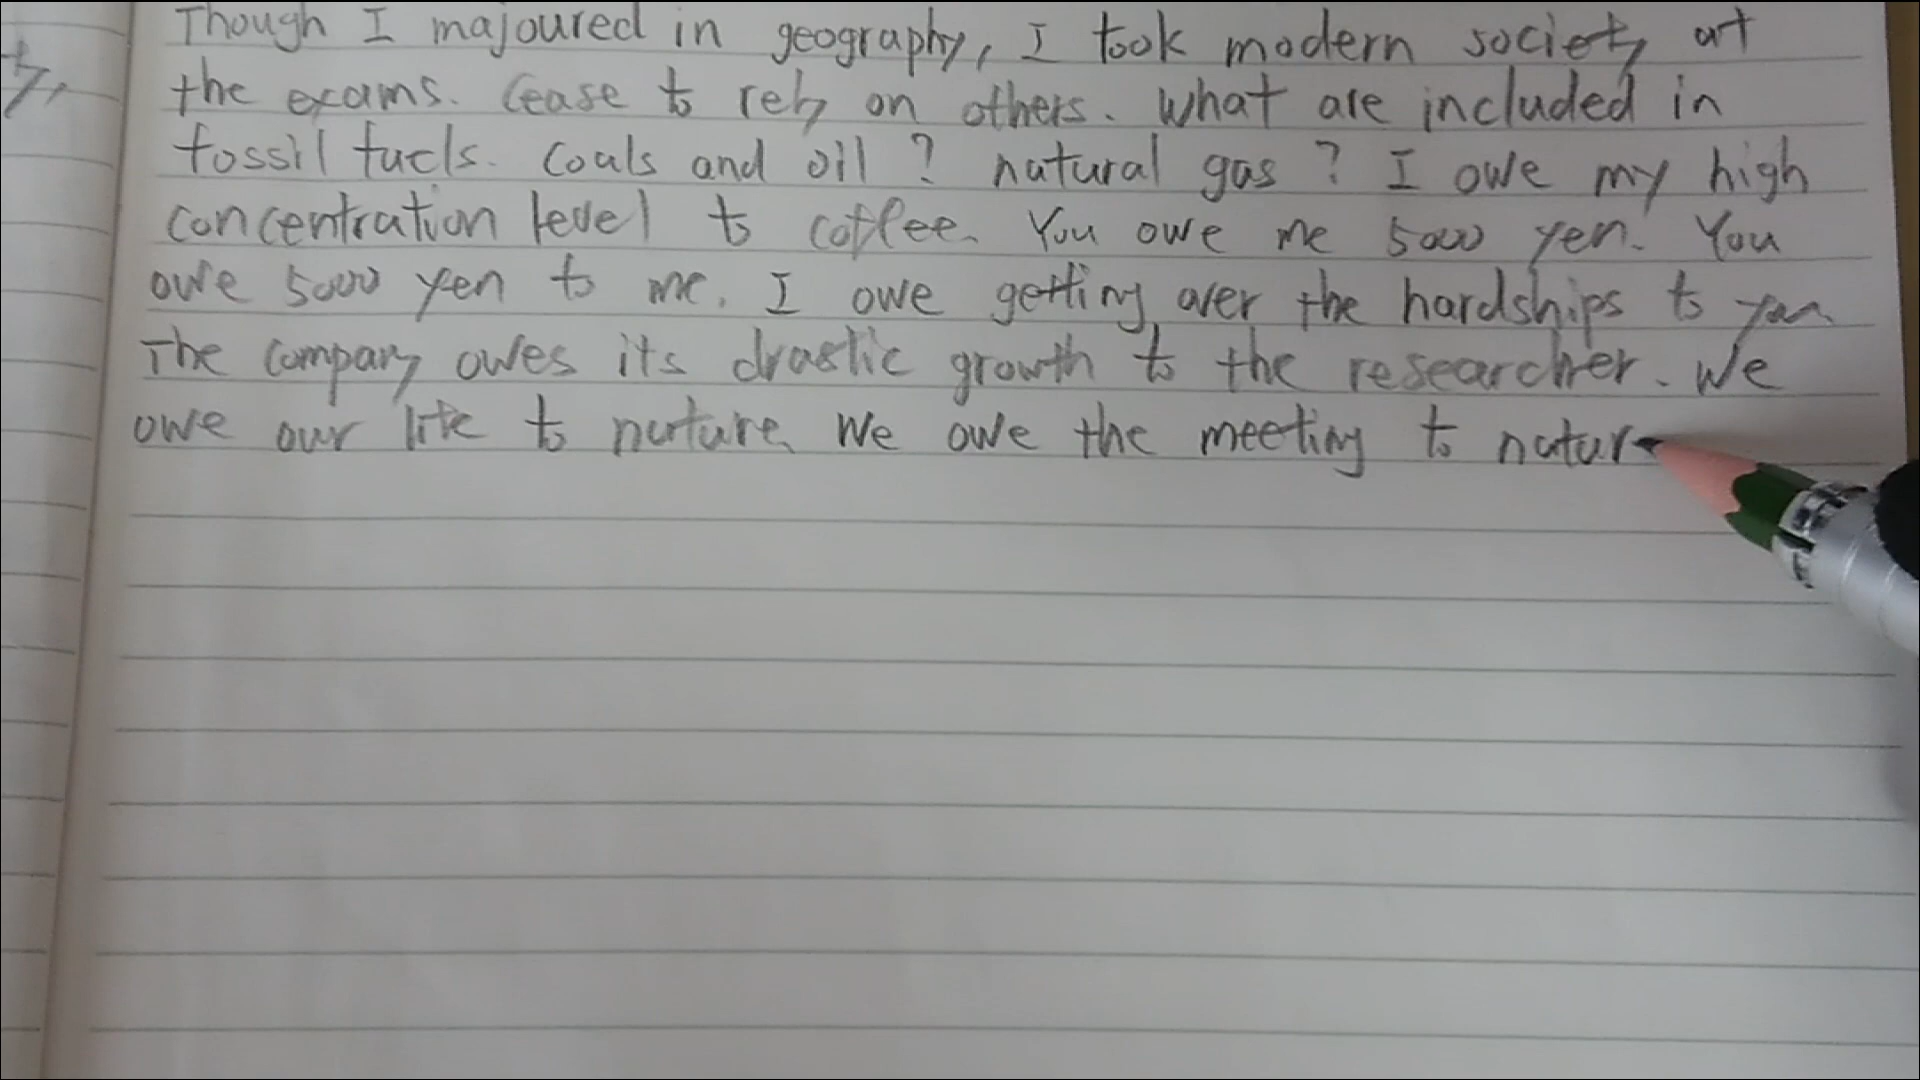 Though I majoured in geography, I took modern society at
the exams. Cease to rely on others. What are included in
fossil fuels. Coals and oil? natural gas? I owe my high
concentration level to coffee. You owe me 5000 yen. You
owe 5000 yen to me. I owe getting over the hardships to you.
The company owes its drastic growth to the researcher. We
owe our life to nature. We owe the meeting to natur